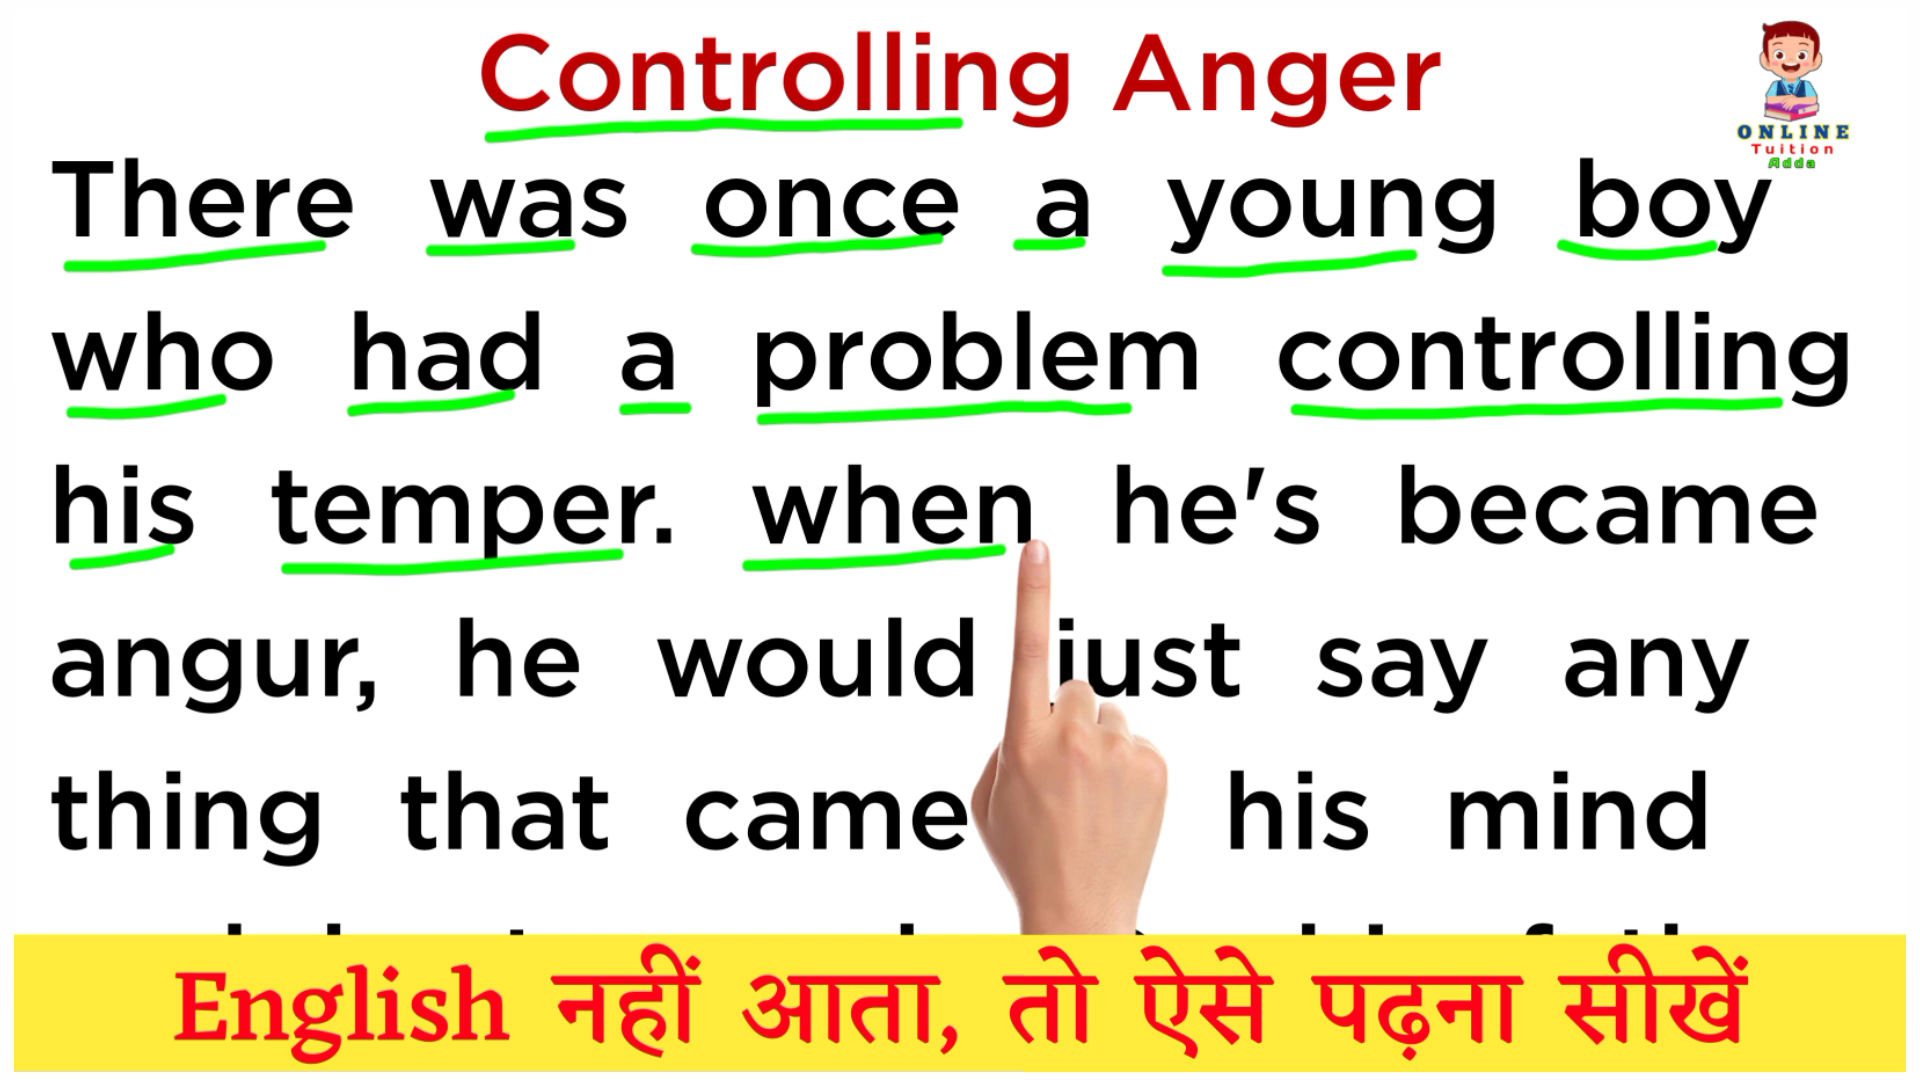 Controlling Anger
ONLINE
Tuition
Adda
There was once a young boy
who had a problem controlling
his temper. when he's became
angur, he would just say any
thing that came his mind
English नहीं आता, तो ऐसे पढ़ना सीखें